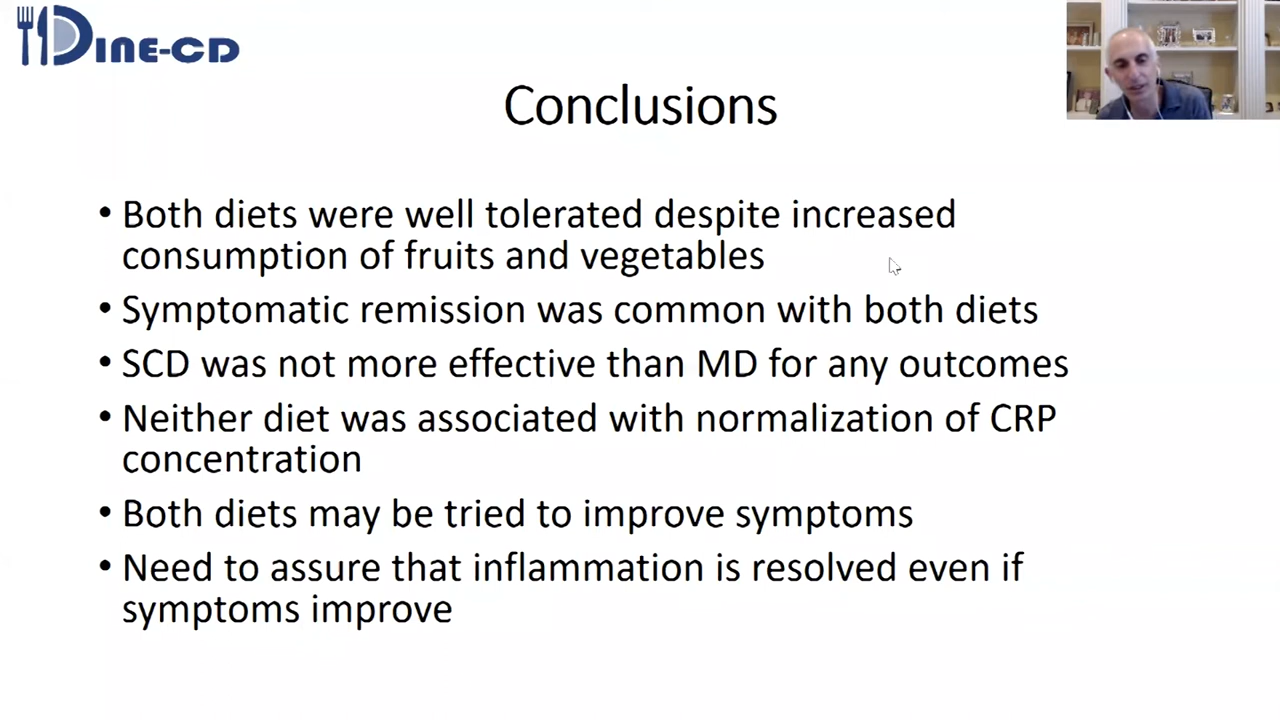 DINE-CD
Conclusions
• Both diets were well tolerated despite increased
consumption of fruits and vegetables
• Symptomatic remission was common with both diets
• SCD was not more effective than MD for any outcomes
• Neither diet was associated with normalization of CRP
concentration
• Both diets may be tried to improve symptoms
• Need to assure that inflammation is resolved even if
symptoms improve